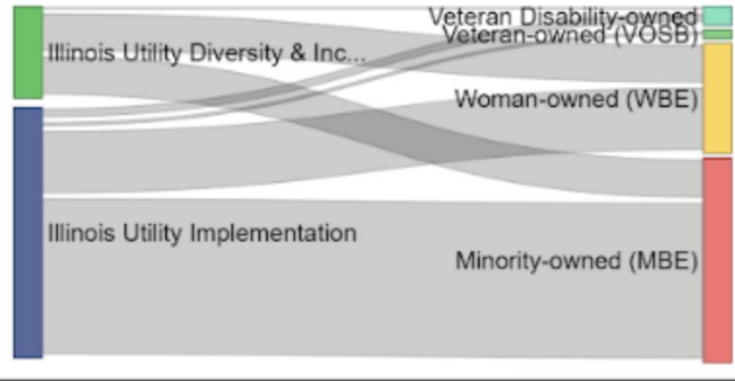 Veteran Disability-owned
Veteran-owned (VOSB)
Illinois Utility Diversity & Inc...
Woman-owned (WBE)
Illinois Utility Implementation
Minority-owned (MBE)